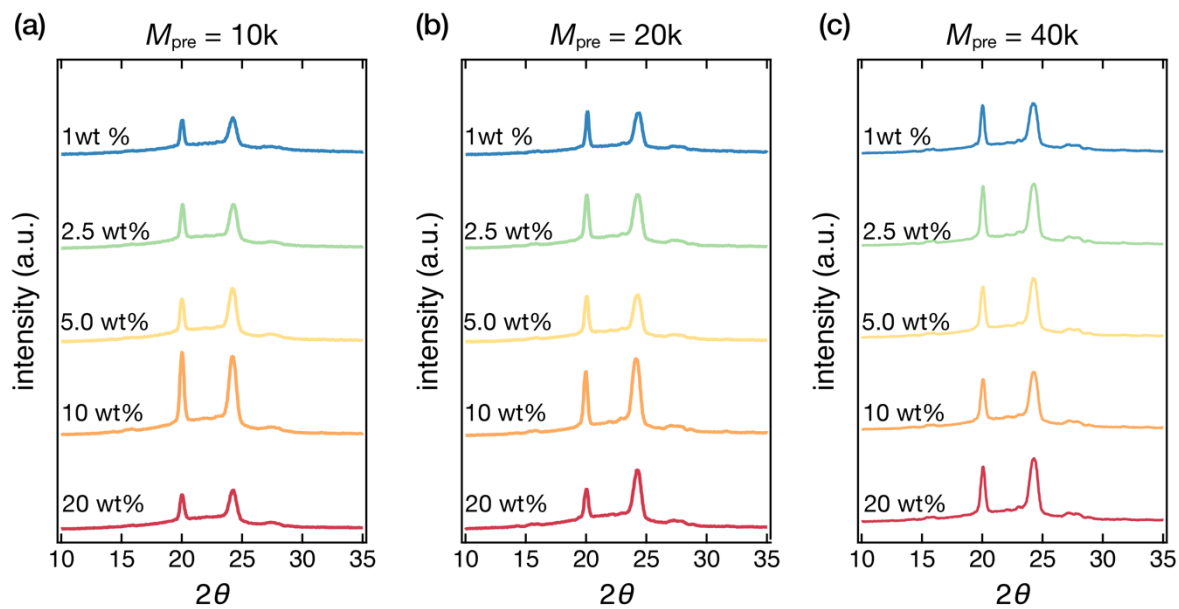 (a) M_pre = 10k
intensity (a.u.)
1wt %
2.5 wt%
5.0 wt%
10 wt%
20 wt%
10 15 20 25 30 35
2θ
(b) M_pre = 20k
intensity (a.u.)
1wt %
2.5 wt%
5.0 wt%
10 wt%
20 wt%
10 15 20 25 30 35
2θ
(c) M_pre = 40k
intensity (a.u.)
1wt %
2.5 wt%
5.0 wt%
10 wt%
20 wt%
10 15 20 25 30 35
2θ